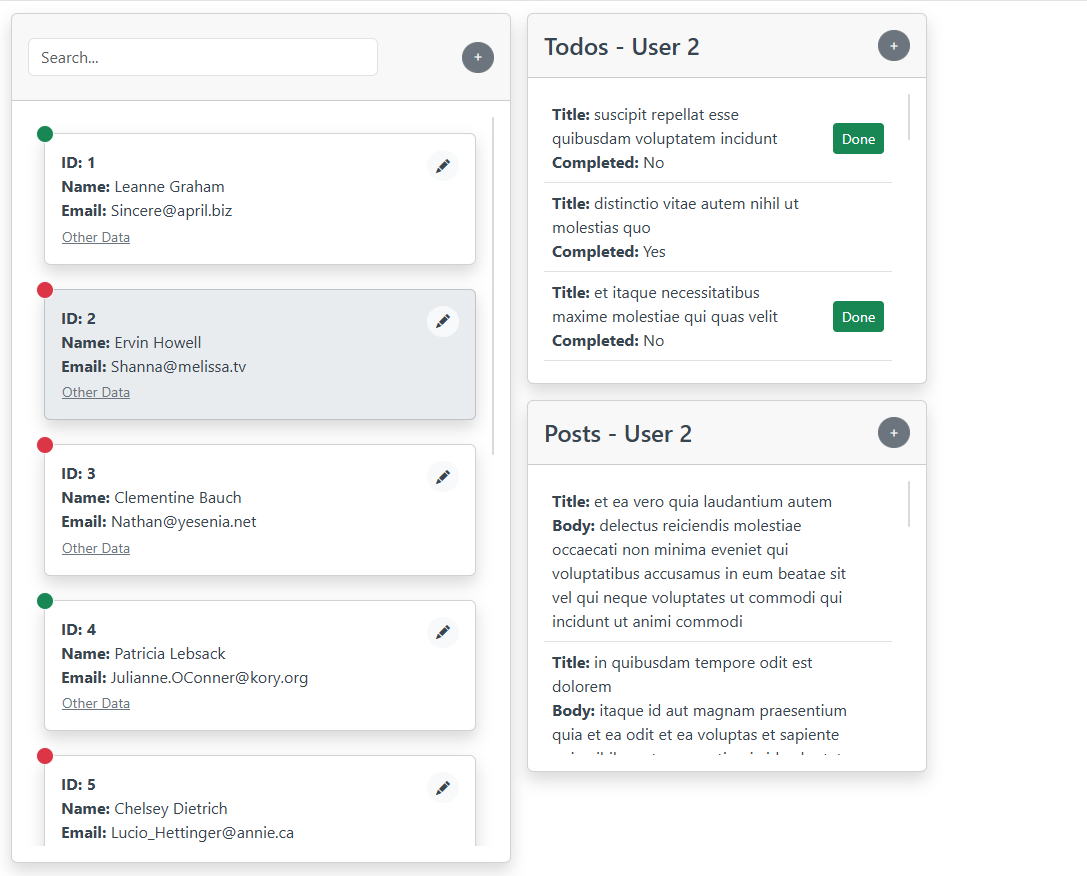 Search...
+
ID: 1
Name: Leanne Graham
Email: Sincere@april.biz
Other Data
ID: 2
Name: Ervin Howell
Email: Shanna@melissa.tv
Other Data
ID: 3
Name: Clementine Bauch
Email: Nathan@yesenia.net
Other Data
ID: 4
Name: Patricia Lebsack
Email: Julianne.OConner@kory.org
Other Data
ID: 5
Name: Chelsey Dietrich
Email: Lucio_Hettinger@annie.ca
Todos - User 2
+
Title: suscipit repellat esse
quibusdam voluptatem incidunt
Completed: No
Done
Title: distinctio vitae autem nihil ut
molestias quo
Completed: Yes
Title: et itaque necessitatibus
maxime molestiae qui quas velit
Completed: No
Done
Posts - User 2
+
Title: et ea vero quia laudantium autem
Body: delectus reiciendis molestiae
occaecati non minima eveniet qui
voluptatibus accusamus in eum beatae sit
vel qui neque voluptates ut commodi qui
incidunt ut animi commodi
Title: in quibusdam tempore odit est
dolorem
Body: itaque id aut magnam praesentium
quia et ea odit et ea voluptas et sapiente